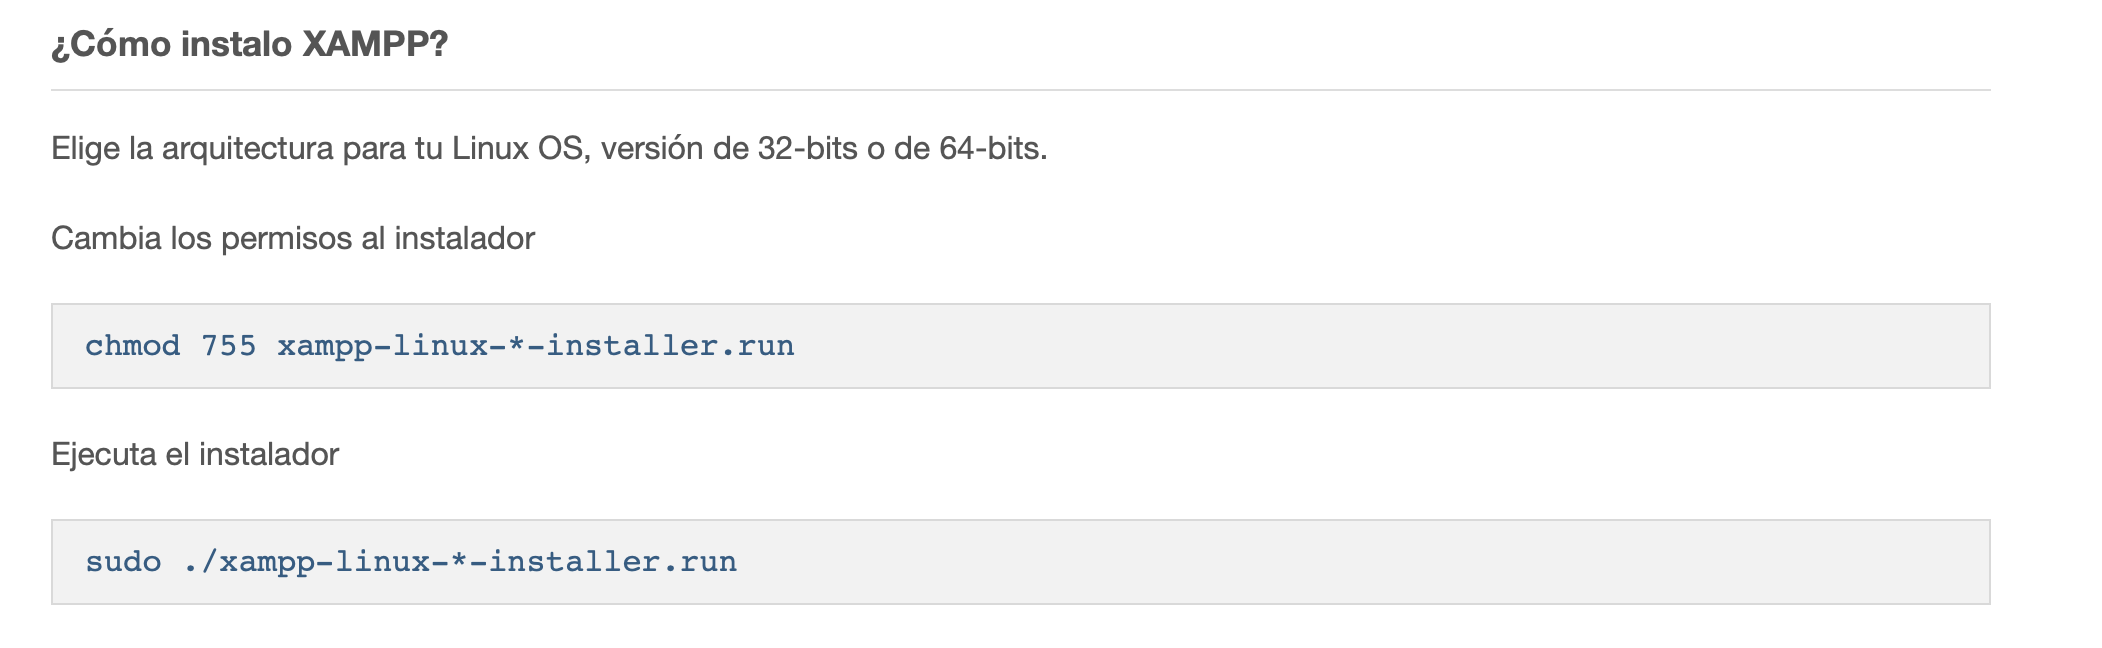 ¿Cómo instalo XAMPP?
Elige la arquitectura para tu Linux OS, versión de 32-bits o de 64-bits.
Cambia los permisos al instalador
chmod 755 xampp-linux-*-installer.run
Ejecuta el instalador
sudo ./xampp-linux-*-installer.run